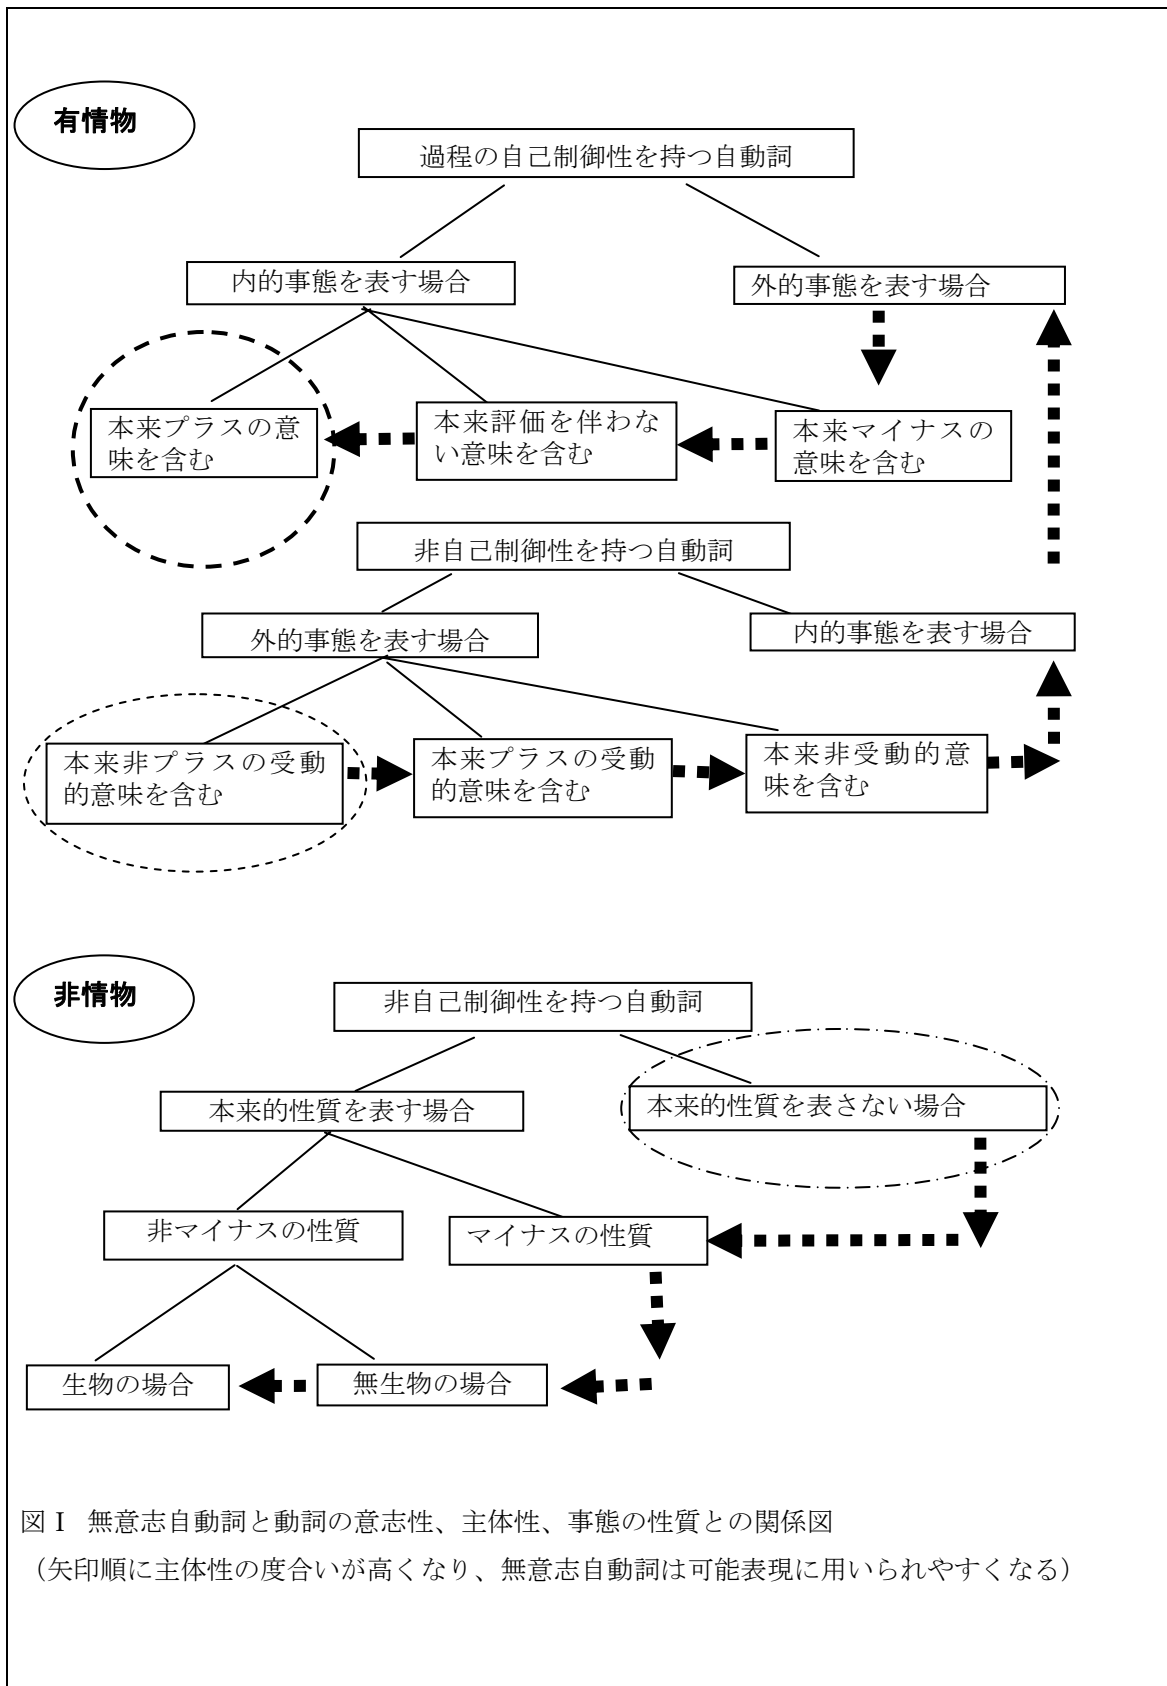 有情物
過程の自己制御性を持つ自動詞
内的事態を表す場合
外的事態を表す場合
本来プラスの意
味を含む
本来評価を伴わな
い意味を含む
本来マイナスの
意味を含む
非自己制御性を持つ自動詞
外的事態を表す場合
内的事態を表す場合
本来非プラスの受動
的意味を含む
本来プラスの受動
的意味を含む
本来非受動的意
味を含む
非情物
非自己制御性を持つ自動詞
本来的性質を表す場合
本来的性質を表さない場合
非マイナスの性質
マイナスの性質
生物の場合
無生物の場合
図Ⅰ 無意志自動詞と動詞の意志性、主体性、事態の性質との関係図
（矢印順に主体性の度合いが高くなり、無意志自動詞は可能表現に用いられやすくなる）